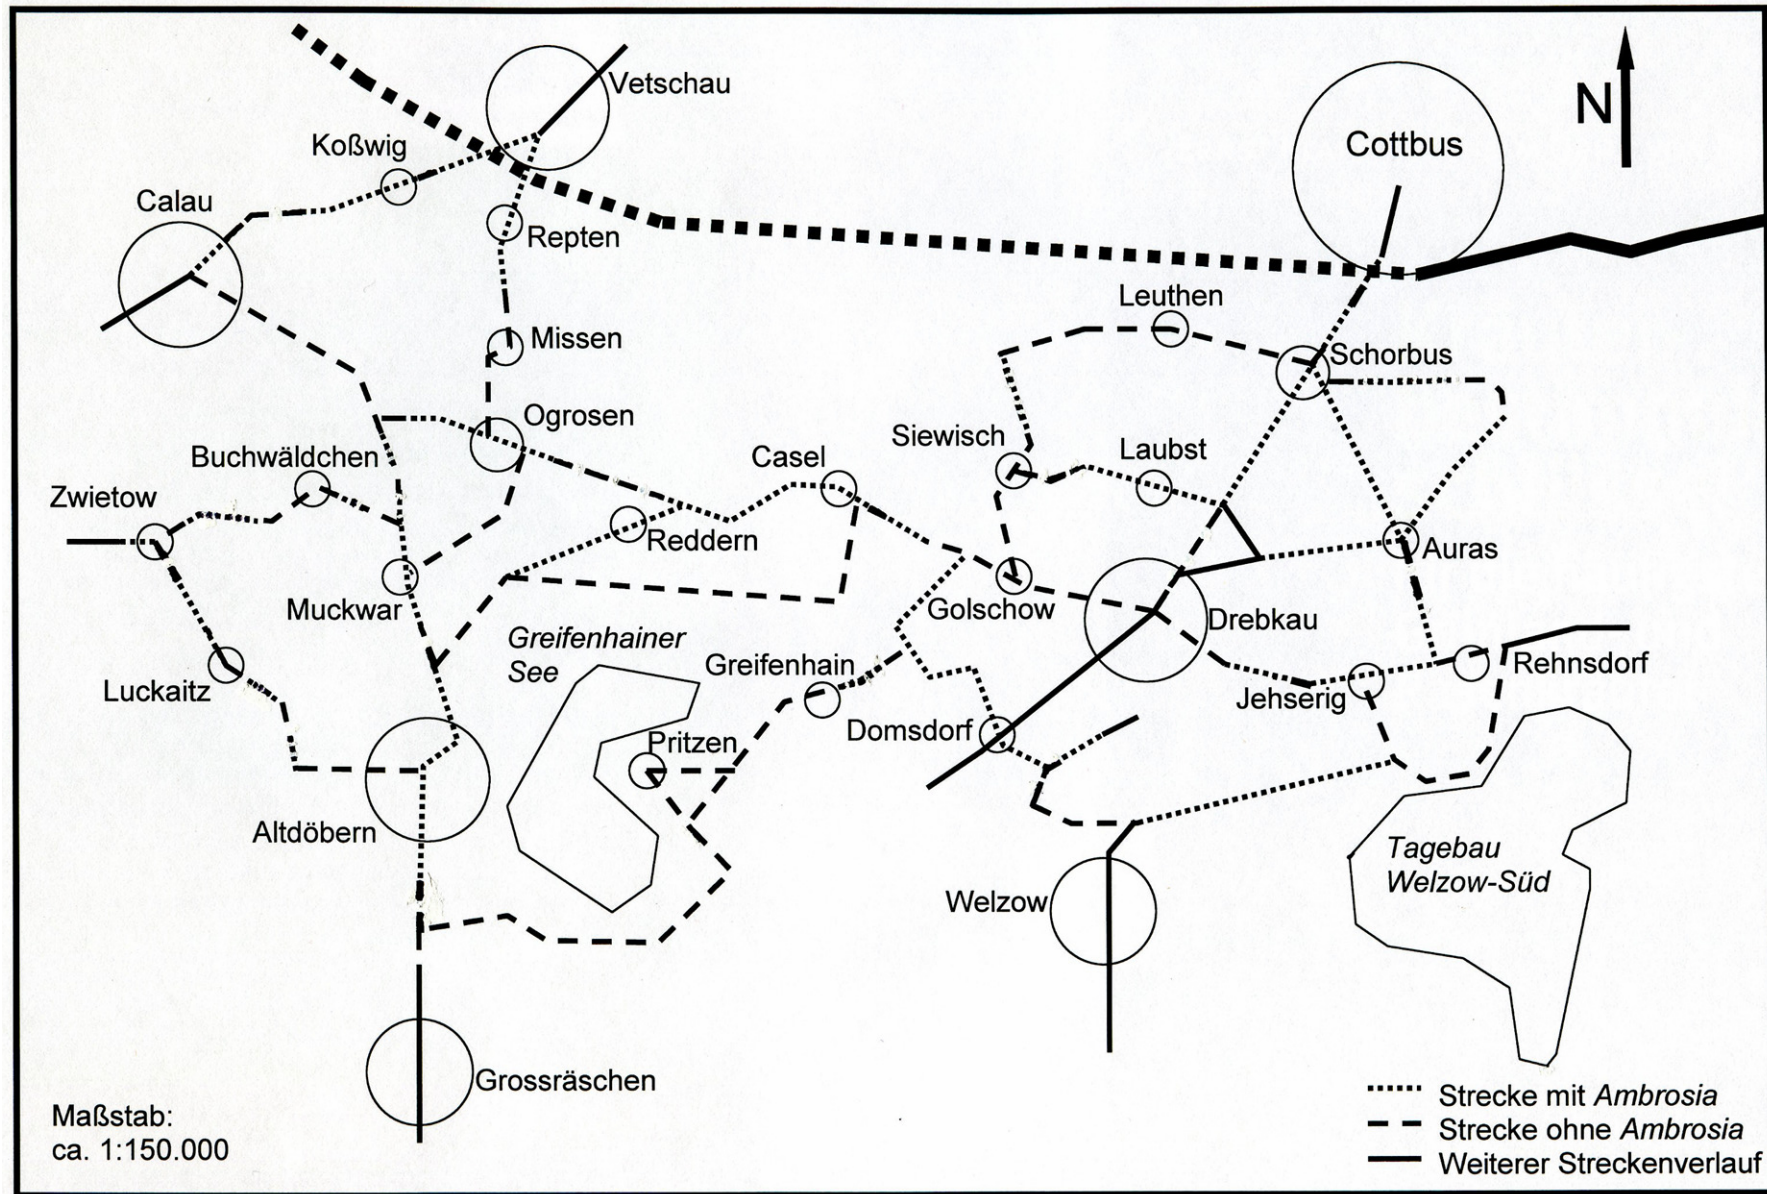 Vetschau
Koßwig
Cottbus
N
Calau
Repten
Leuthen
Missen
Schorbus
Ogrosen
Siewisch
Laubst
Buchwäldchen
Casel
Zwietow
Reddern
Auras
Muckwar
Golschow
Drebkau
Greifenhainer
See
Greifenhain
Rehnsdorf
Luckaitz
Jehserig
Domsdorf
Pritzen
Altdöbern
Tagebau
Welzow-Süd
Welzow
Grossräschen
Maßstab:
ca. 1:150.000
Strecke mit Ambrosia
Strecke ohne Ambrosia
Weiterer Streckenverlauf